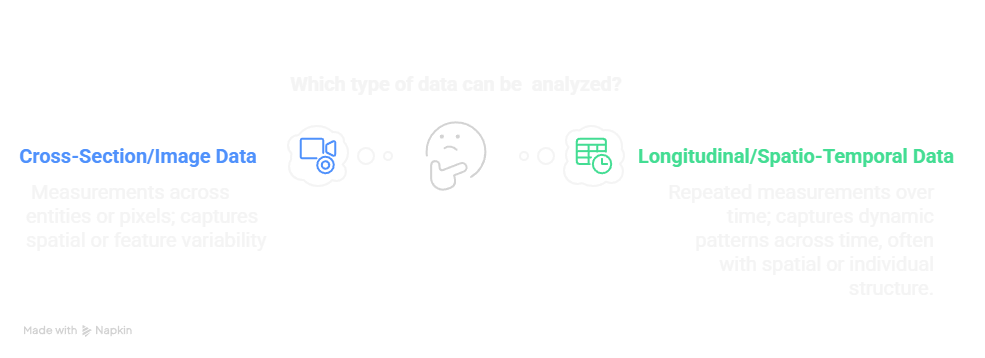 Which type of data can be analyzed?
Cross-Section/Image Data
Measurements across
entities or pixels; captures
spatial or feature variability
Longitudinal/Spatio-Temporal Data
Repeated measurements over
time; captures dynamic
patterns across time, often
with spatial or individual
structure.
Made with Napkin